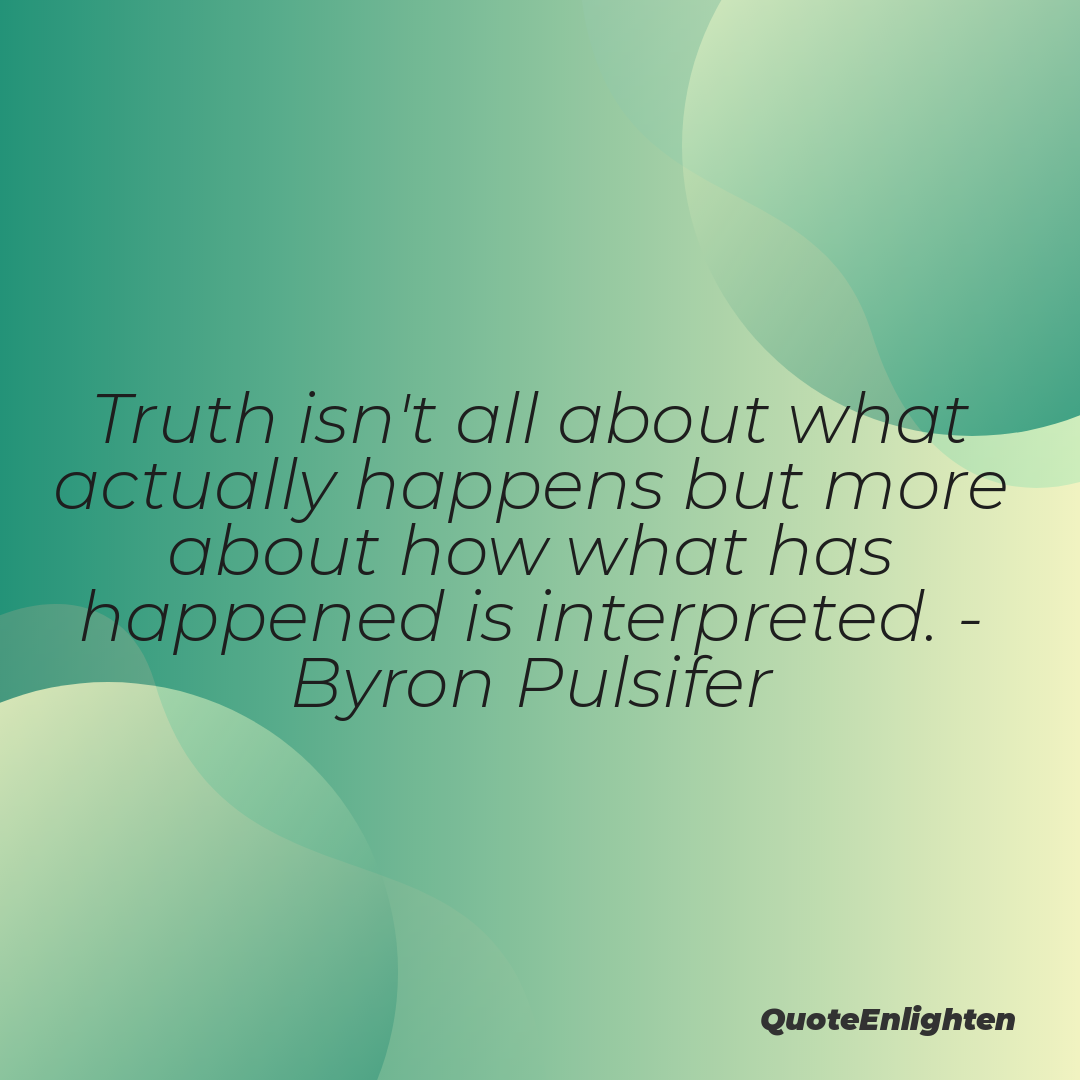 Truth isn't all about what
actually happens but more
about how what has
happened is interpreted. -
Byron Pulsifer
QuoteEnlighten